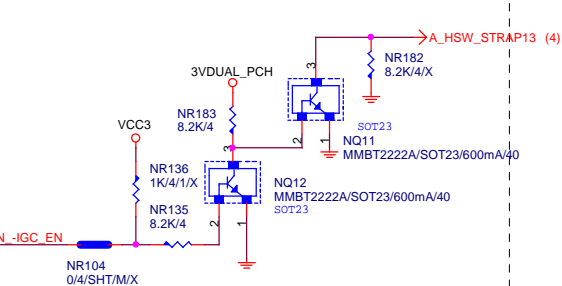 A_HSW_STRAP13 (4)
3
NR182
8.2K/4/X
3VDUAL_PCH
NR183
8.2K/4
SOT23
2
1
NQ11
MMBT2222A/SOT23/600mA/40
VCC3
3
NR136
1K/4/1/X
NQ12
MMBT2222A/SOT23/600mA/40
SOT23
NR135
8.2K/4
2
1
N_-IGC_EN
NR104
0/4/SHT/M/X